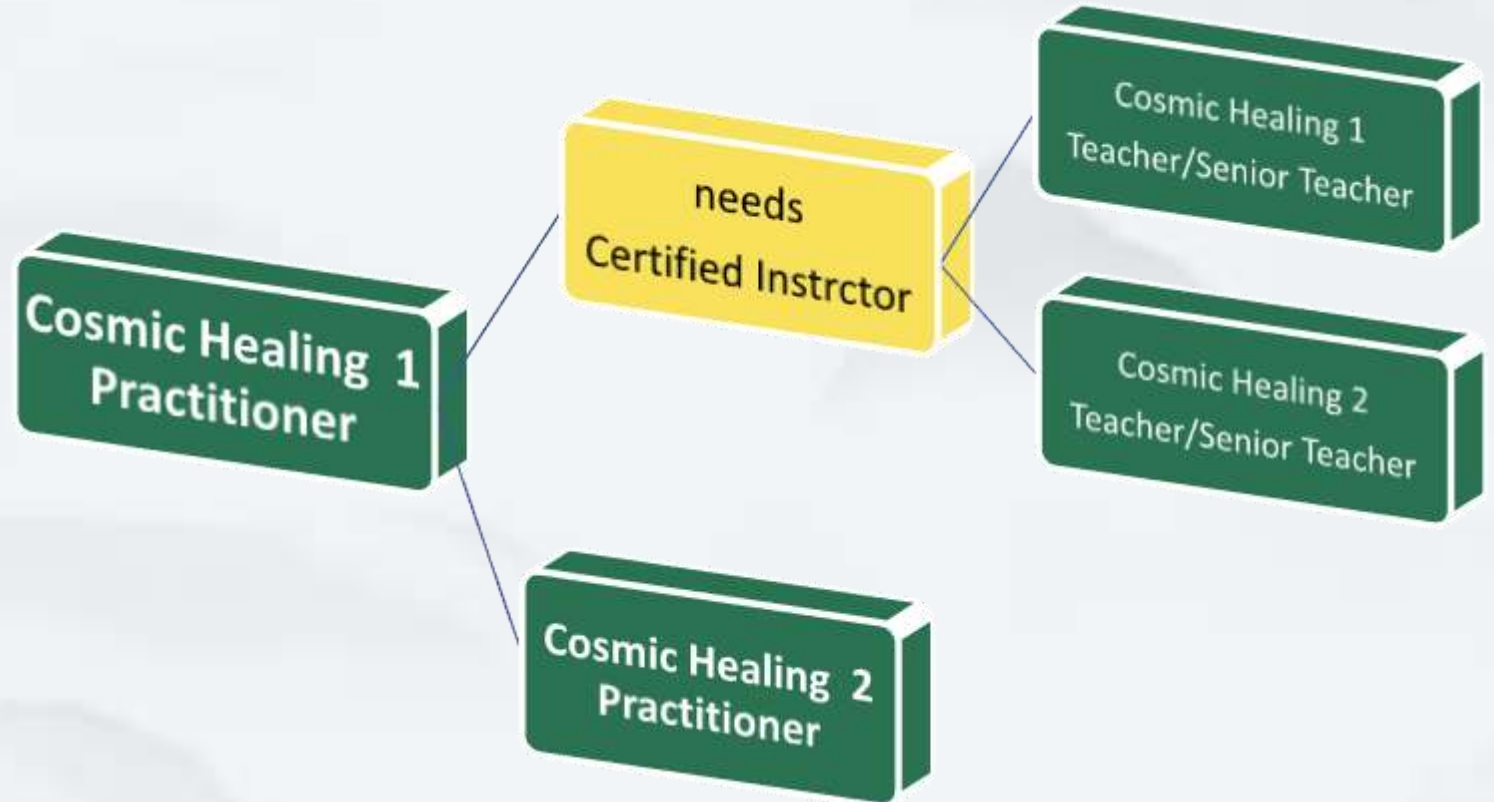 Cosmic Healing 1
Practitioner
needs
Certified Instrctor
Cosmic Healing 1
Teacher/Senior Teacher
Cosmic Healing 2
Teacher/Senior Teacher
Cosmic Healing 2
Practitioner